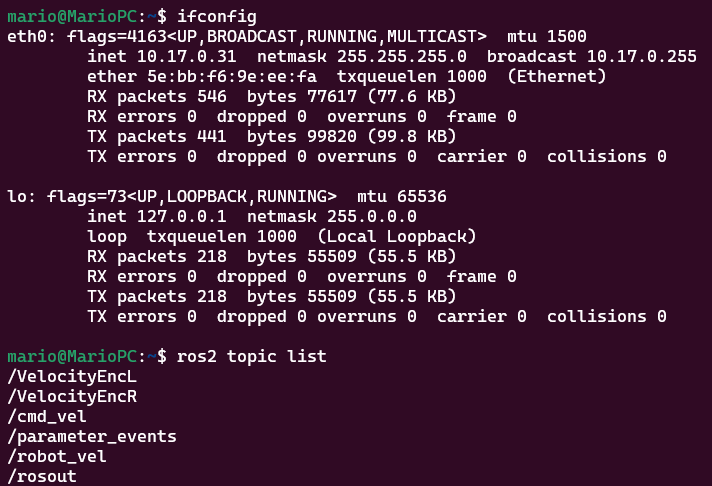 mario@MarioPC:~$ ifconfig
eth0: flags=4163<UP,BROADCAST,RUNNING,MULTICAST>  mtu 1500
        inet 10.17.0.31  netmask 255.255.255.0  broadcast 10.17.0.255
        ether 5e:bb:f6:9e:ee:fa  txqueuelen 1000  (Ethernet)
        RX packets 546  bytes 77617 (77.6 KB)
        RX errors 0  dropped 0  overruns 0  frame 0
        TX packets 441  bytes 99820 (99.8 KB)
        TX errors 0  dropped 0 overruns 0  carrier 0  collisions 0

lo: flags=73<UP,LOOPBACK,RUNNING>  mtu 65536
        inet 127.0.0.1  netmask 255.0.0.0
        loop  txqueuelen 1000  (Local Loopback)
        RX packets 218  bytes 55509 (55.5 KB)
        RX errors 0  dropped 0  overruns 0  frame 0
        TX packets 218  bytes 55509 (55.5 KB)
        TX errors 0  dropped 0 overruns 0  carrier 0  collisions 0

mario@MarioPC:~$ ros2 topic list
/VelocityEncL
/VelocityEncR
/cmd_vel
/parameter_events
/robot_vel
/rosout